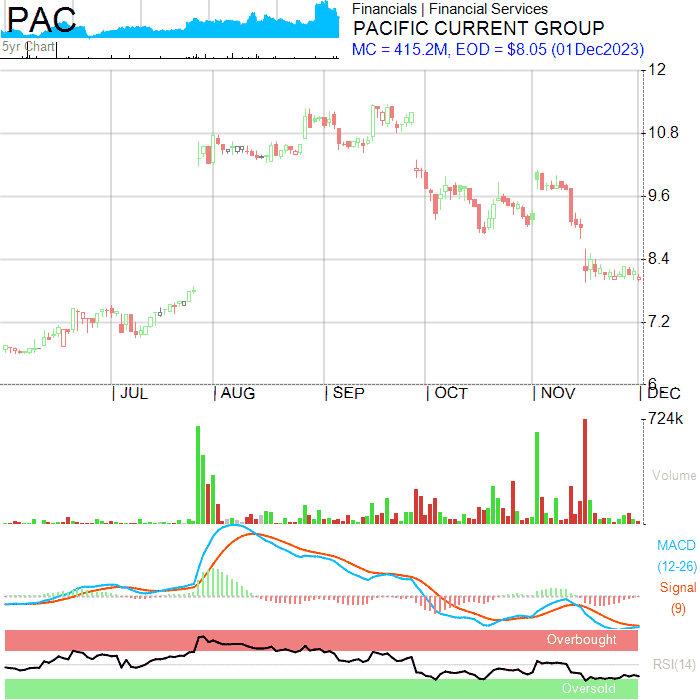 PAC
5yr Chart
Financials | Financial Services
PACIFIC CURRENT GROUP
MC = 415.2M, EOD = $8.05 (01Dec2023)
12
10.8
9.6
8.4
7.2
6
JUL
AUG
SEP
OCT
NOV
DEC
724k
Volume
MACD
(12-26)
Signal
(9)
Overbought
RSI(14)
Oversold